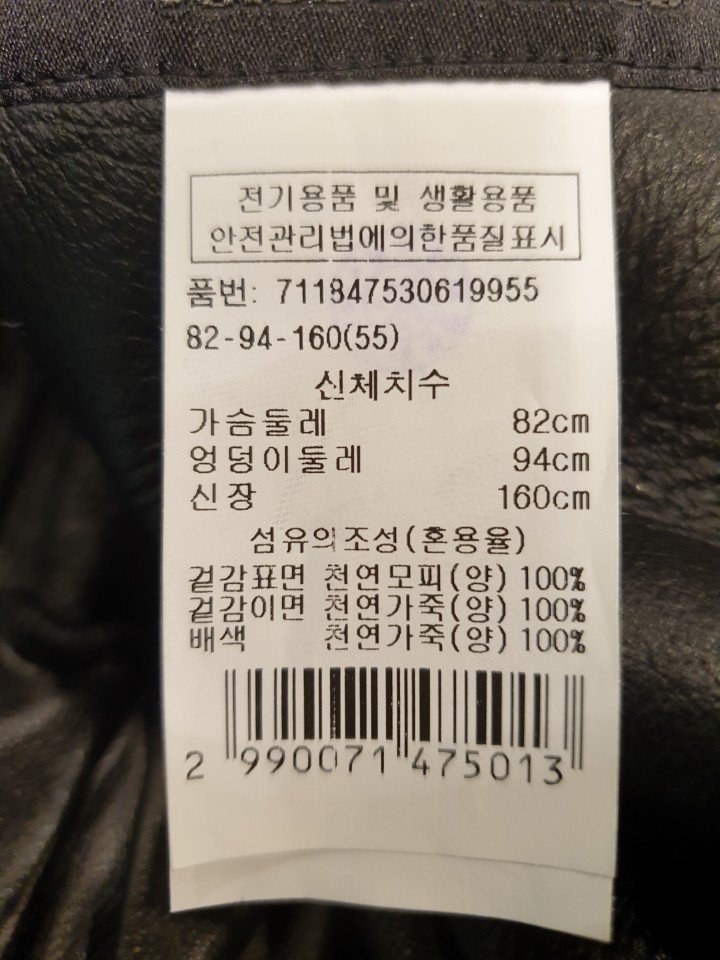 전기용품 및 생활용품
안전관리법에의한품질표시
품번: 711847530619955
82-94-160(55)
신체치수
가슴둘레 82cm
엉덩이둘레 94cm
신장 160cm
섬유의조성(혼용율)
겉감표면 천연모피(양) 100%
겉감이면 천연가죽(양) 100%
배색 천연가죽(양) 100%
2 990071 475013